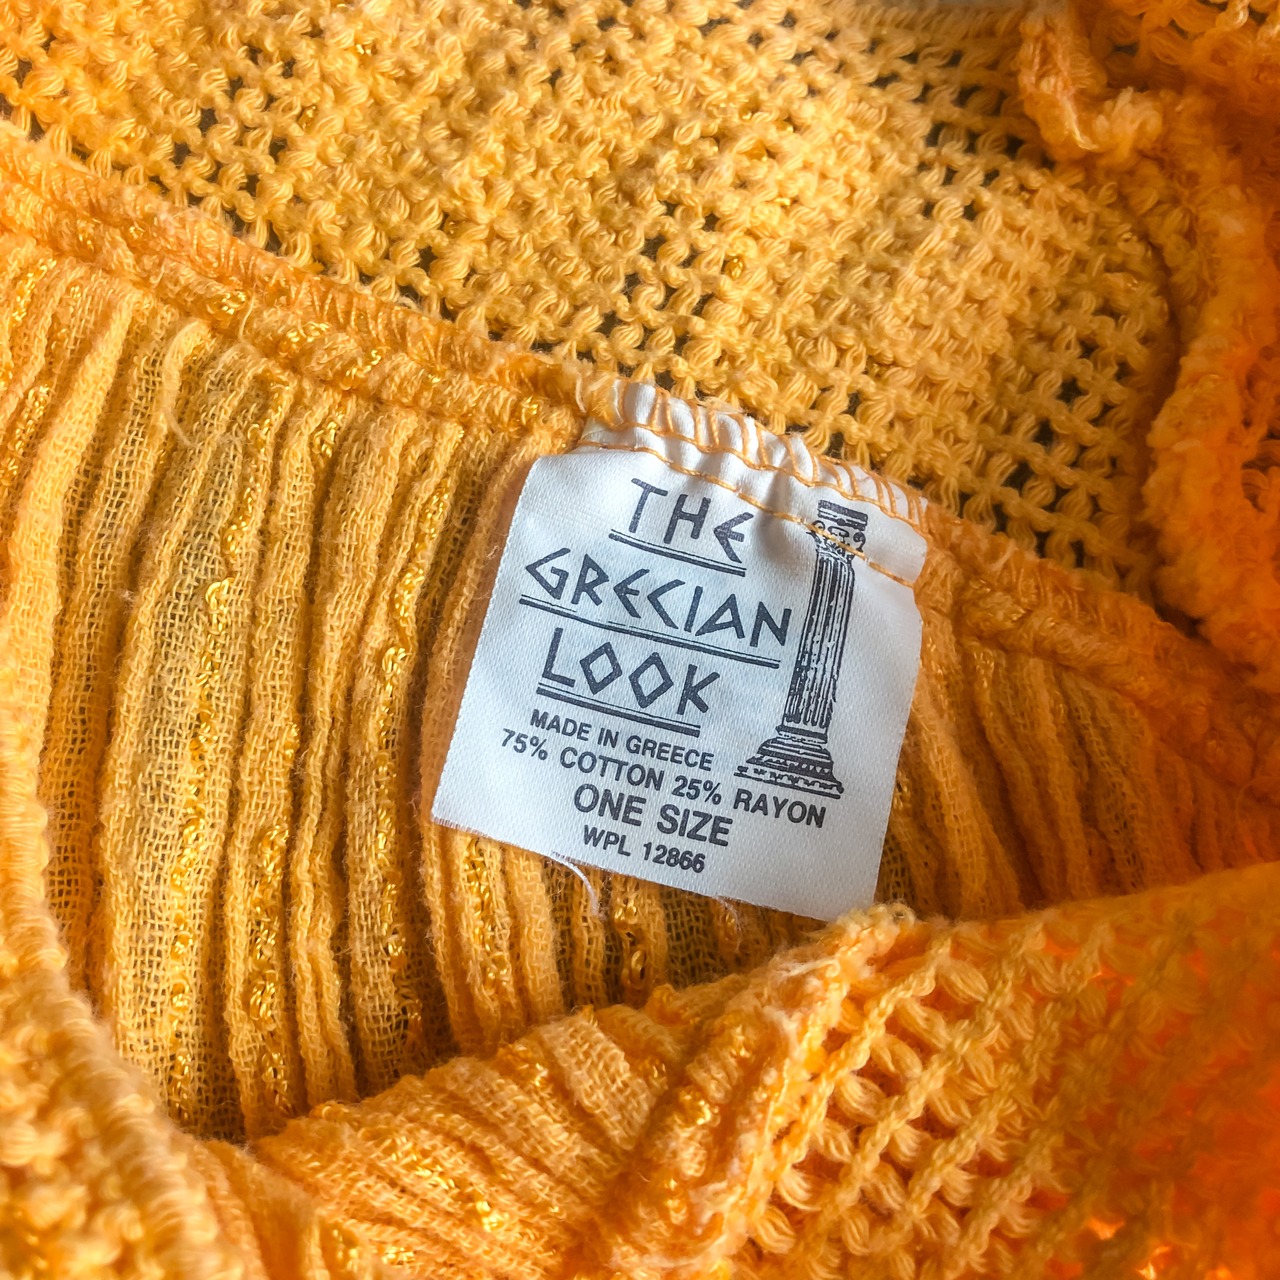 THE
GRECIAN
LOOK
MADE IN GREECE
75% COTTON 25% RAYON
ONE SIZE
WPL 12866